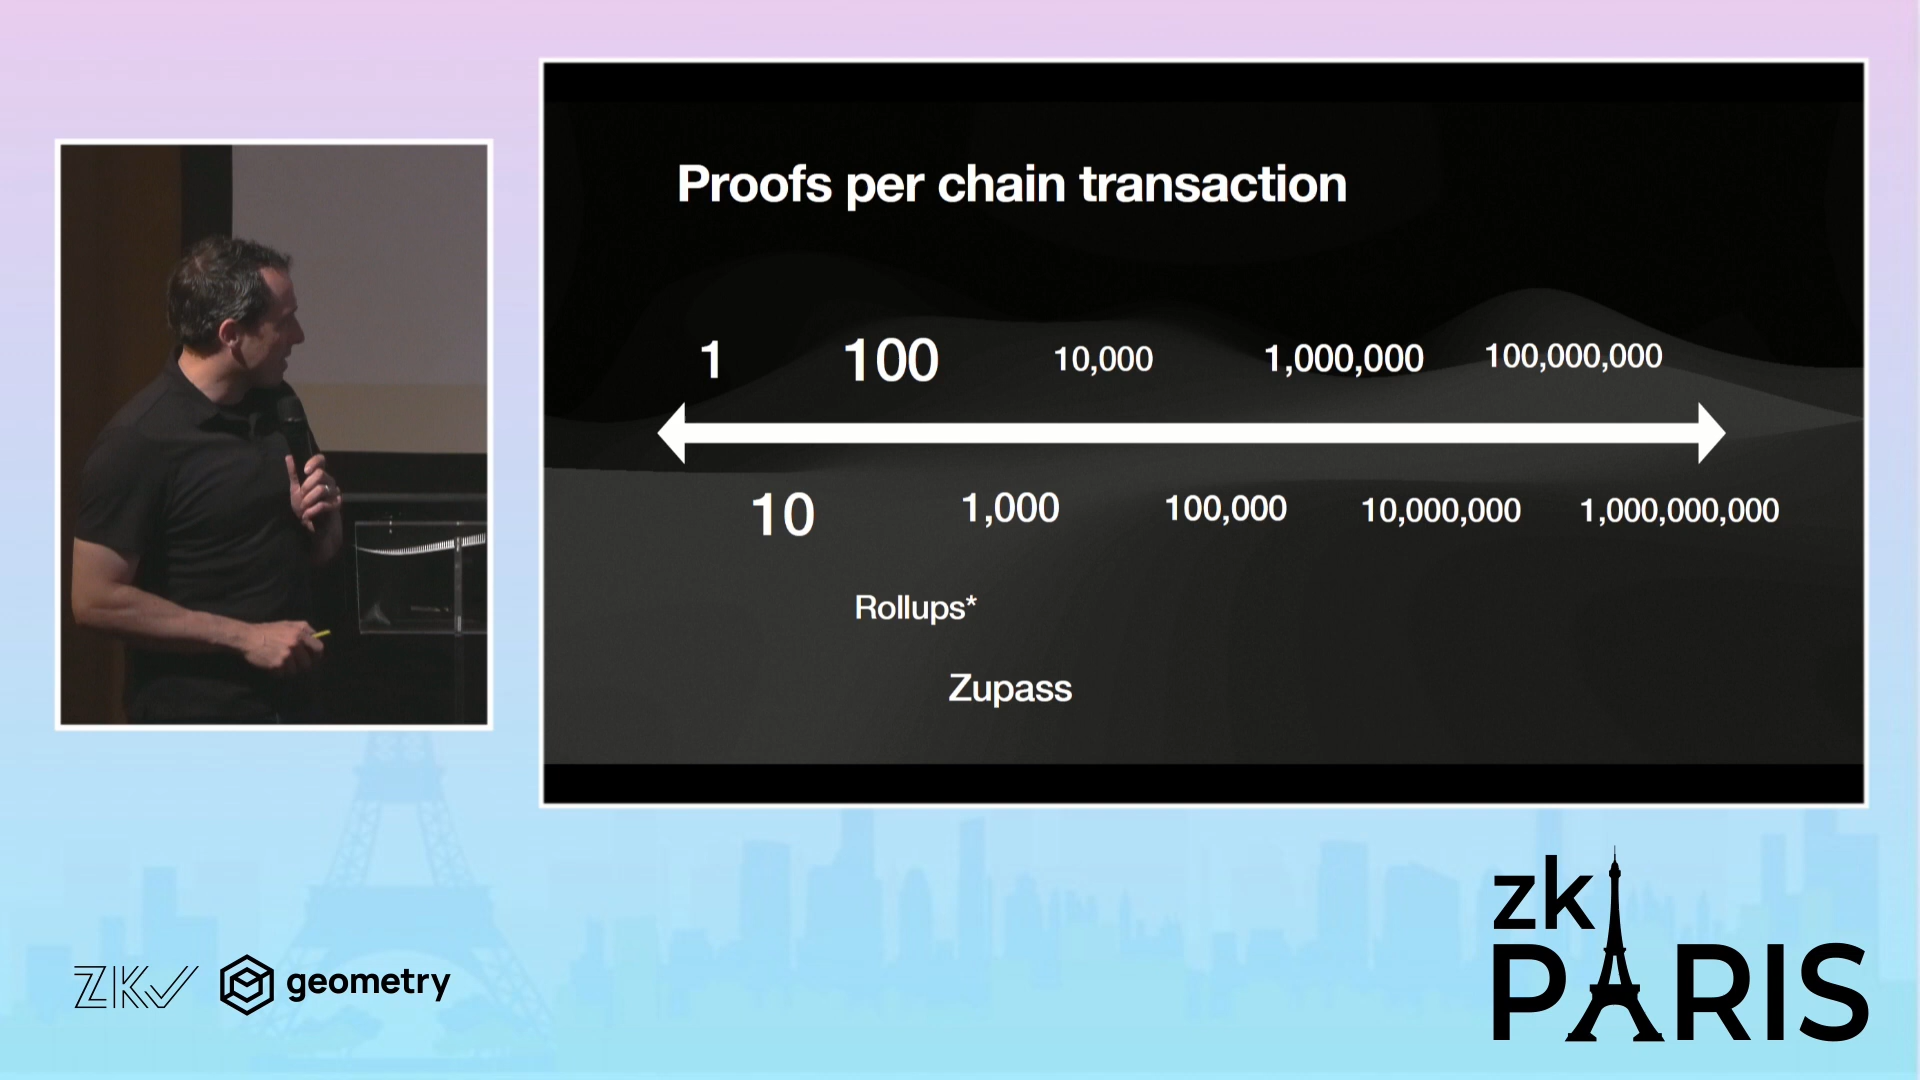 Proofs per chain transaction
1 100 10,000 1,000,000 100,000,000
10 1,000 100,000 10,000,000 1,000,000,000
Rollups*
Zupass
ZKV geometry
zk
PARIS